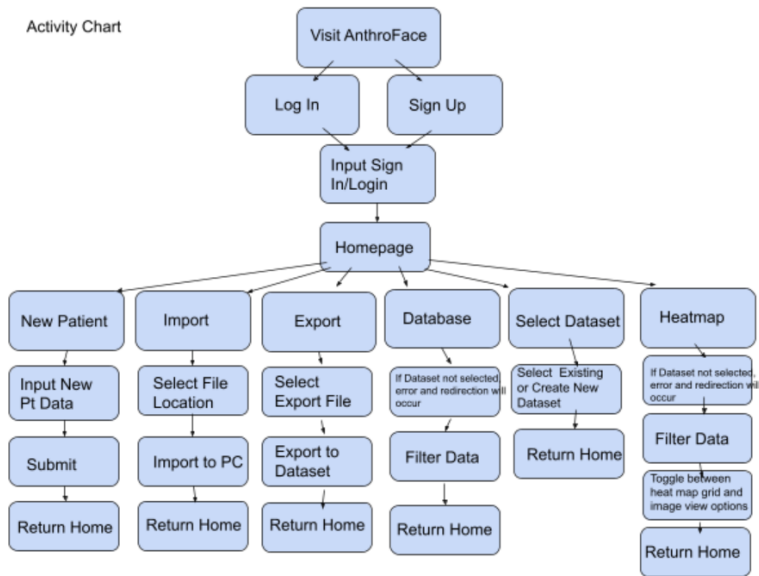 Activity Chart
Visit AnthroFace
Log In
Sign Up
Input Sign
In/Login
Homepage
New Patient
Input New
Pt Data
Submit
Return Home
Import
Select File
Location
Import to PC
Return Home
Export
Select
Export File
Export to
Dataset
Return Home
Database
If Dataset not selected,
error and redirection will
occur
Filter Data
Return Home
Select Dataset
Select Existing
or Create New
Dataset
Return Home
Heatmap
If Dataset not selected,
error and redirection will
occur
Filter Data
Toggle between
heat map grid and
image view options
Return Home